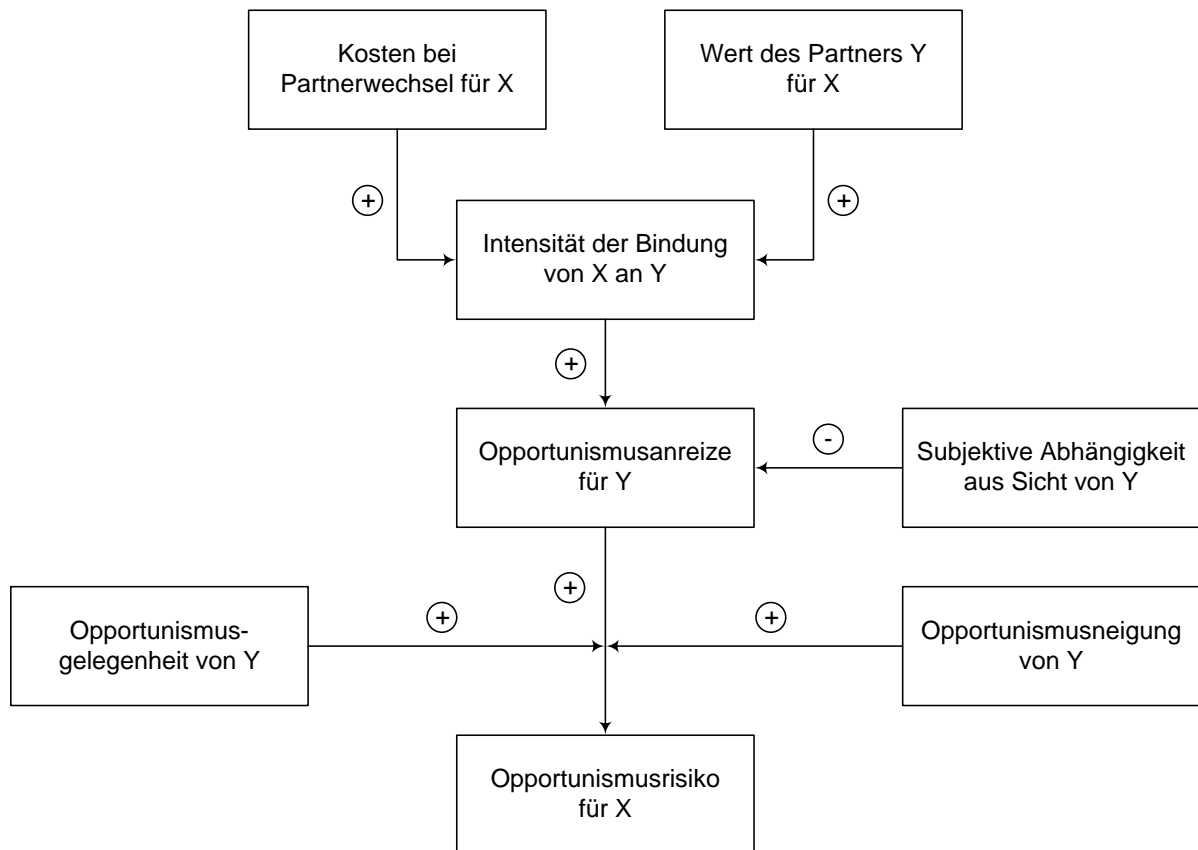 Kosten bei
Partnerwechsel für X
Wert des Partners Y
für X
+
+
Intensität der Bindung
von X an Y
+
Opportunismusanreize
für Y
-
Subjektive Abhängigkeit
aus Sicht von Y
+
Opportunismus-
gelegenheit von Y
+
+
Opportunismusneigung
von Y
Opportunismusrisiko
für X